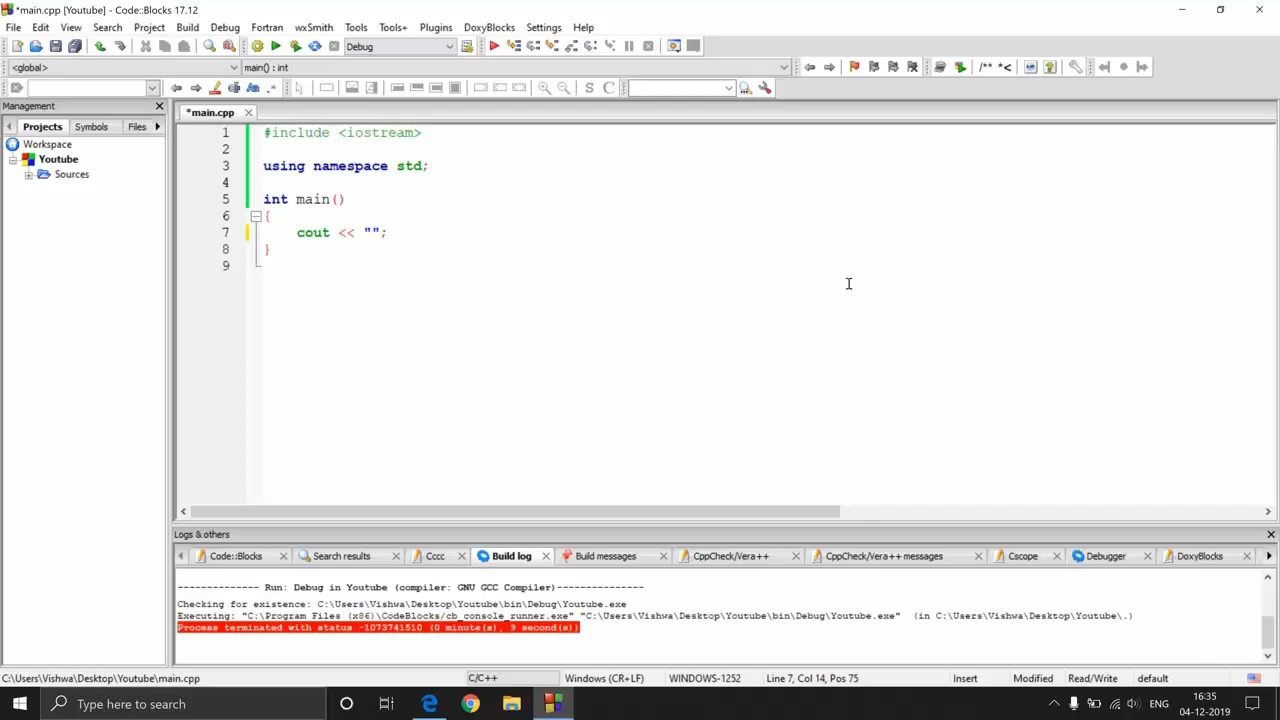 *main.cpp [Youtube] - Code::Blocks 17.12
File Edit View Search Project Build Debug Fortran wxSmith Tools Tools+ Plugins DoxyBlocks Settings Help
Debug
<global> main() : int /** *<
.* S C
Management
*main.cpp
Projects Symbols Files
Workspace
Youtube
Sources
1 #include <iostream>
2
3 using namespace std;
4
5 int main()
6 {
7 cout << "";
8 }
9
Logs & others
Code::Blocks Search results Cccc Build log Build messages CppCheck/Vera++ CppCheck/Vera++ messages Cscope Debugger DoxyBlocks
-------------- Run: Debug in Youtube (compiler: GNU GCC Compiler)---------------
Checking for existence: C:\Users\Vishwa\Desktop\Youtube\bin\Debug\Youtube.exe
Executing: "C:\Program Files (x86)\CodeBlocks/cb_console_runner.exe" "C:\Users\Vishwa\Desktop\Youtube\bin\Debug\Youtube.exe" (in C:\Users\Vishwa\Desktop\Youtube\.)
Process terminated with status -1073741510 (0 minute(s), 9 second(s))
C:\Users\Vishwa\Desktop\Youtube\main.cpp C/C++ Windows (CR+LF) WINDOWS-1252 Line 7, Col 14, Pos 75 Insert Modified Read/Write default
Type here to search
ENG
16:35
04-12-2019